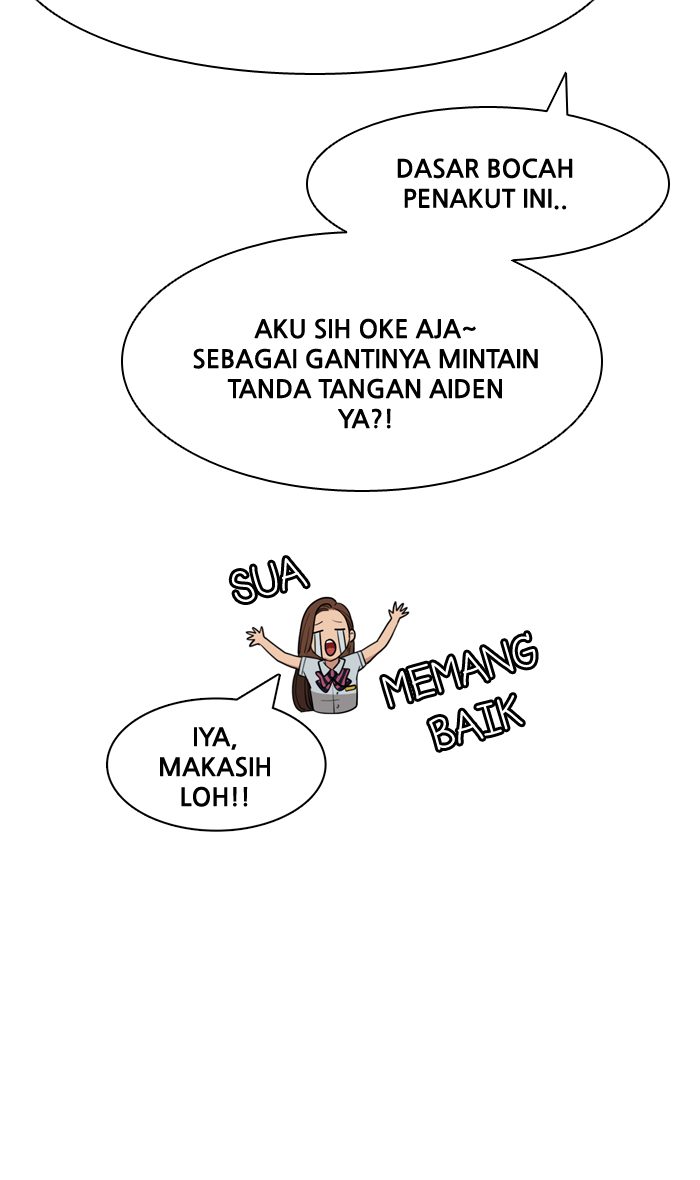 DASAR BOCAH
PENAKUT INI..
AKU SIH OKE AJA~
SEBAGAI GANTINYA MINTAIN
TANDA TANGAN AIDEN
YA?!
SUA
MEMANG
BAIK
IYA,
MAKASIH
LOH!!